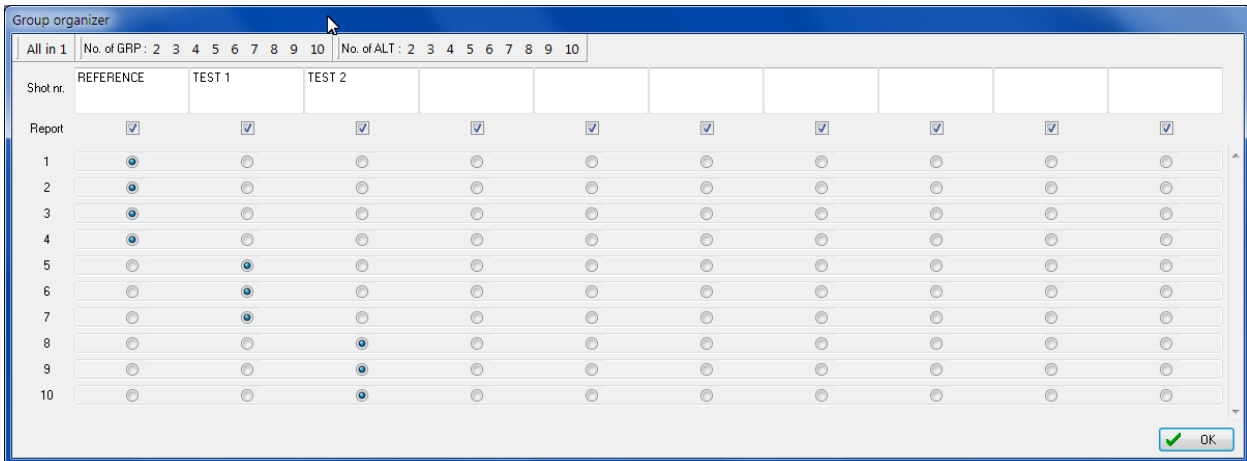 Group organizer
All in 1 No. of GRP : 2 3 4 5 6 7 8 9 10 No. of ALT : 2 3 4 5 6 7 8 9 10
Shot nr. REFERENCE TEST 1 TEST 2
Report
1
2
3
4
5
6
7
8
9
10
OK